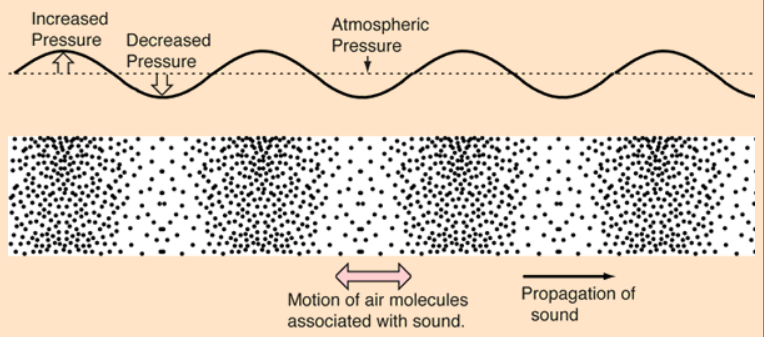 Increased
Pressure
Decreased
Pressure
Atmospheric
Pressure
Motion of air molecules
associated with sound.
Propagation of
sound